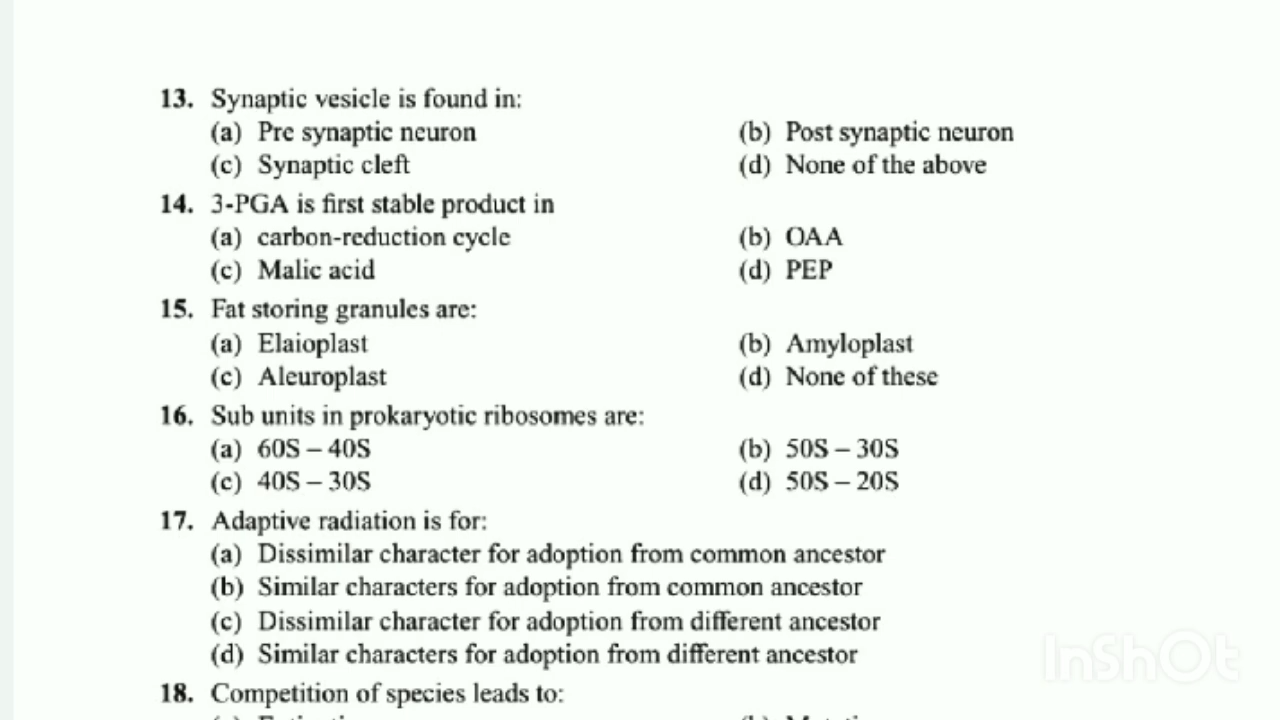 13. Synaptic vesicle is found in:
(a) Pre synaptic neuron (b) Post synaptic neuron
(c) Synaptic cleft (d) None of the above
14. 3-PGA is first stable product in
(a) carbon-reduction cycle (b) OAA
(c) Malic acid (d) PEP
15. Fat storing granules are:
(a) Elaioplast (b) Amyloplast
(c) Aleuroplast (d) None of these
16. Sub units in prokaryotic ribosomes are:
(a) 60S – 40S (b) 50S – 30S
(c) 40S – 30S (d) 50S – 20S
17. Adaptive radiation is for:
(a) Dissimilar character for adoption from common ancestor
(b) Similar characters for adoption from common ancestor
(c) Dissimilar character for adoption from different ancestor
(d) Similar characters for adoption from different ancestor
InShOt
18. Competition of species leads to: